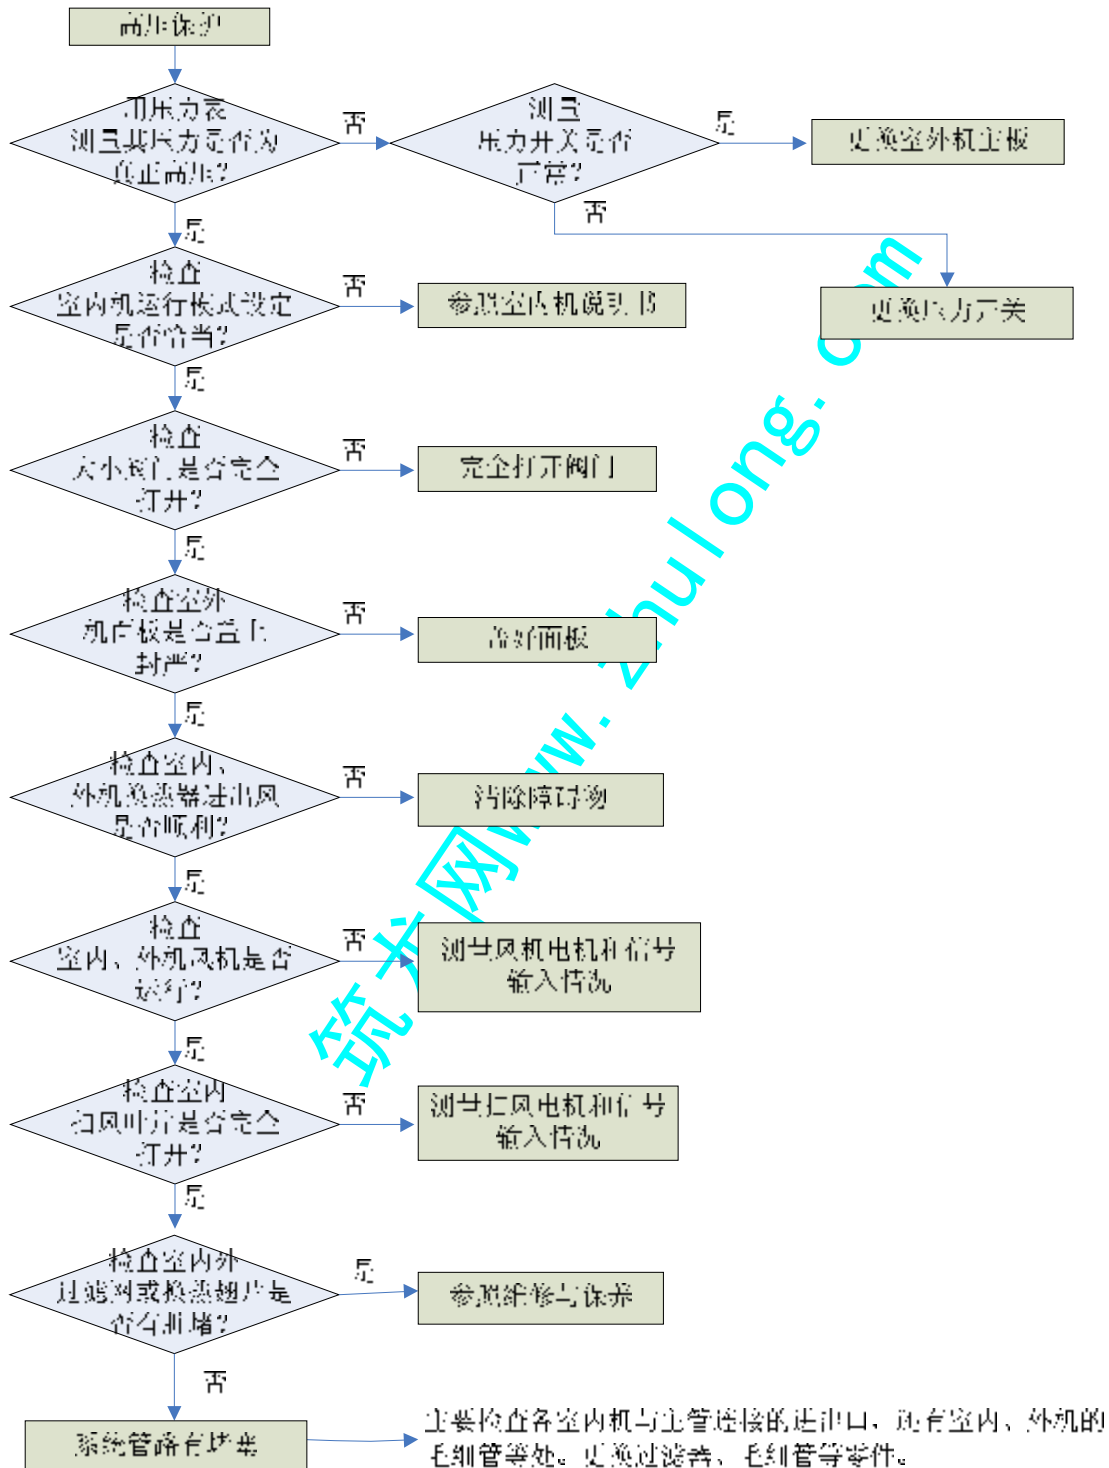 高压保护
用压力表
测量其压力是否为
真正高压?
否
测量
压力开关是否
正常?
是
更换室外机主板
否
更换压力开关
是
检查
室内机运行模式设定
是否恰当?
否
参照室内机说明书
是
检查
大小阀门是否完全
打开?
否
完全打开阀门
是
检查室外
机面板是否盖上
封严?
否
盖好面板
是
检查室内、
外机换热器进出风
是否顺利?
否
清除障碍物
是
检查
室内、外机风机是否
运行?
否
测量风机电机和信号
输入情况
是
检查室内
扫风叶片是否完全
打开?
否
测量扫风电机和信号
输入情况
是
检查室内外
过滤网或换热翅片是
否有脏堵?
是
参照维修与保养
否
系统管路有堵塞
主要检查各室内机与主管连接的进出口,所有室内、外机的
毛细管等处。更换过滤器、毛细管等零件。
筑龙网www.zhulong.com